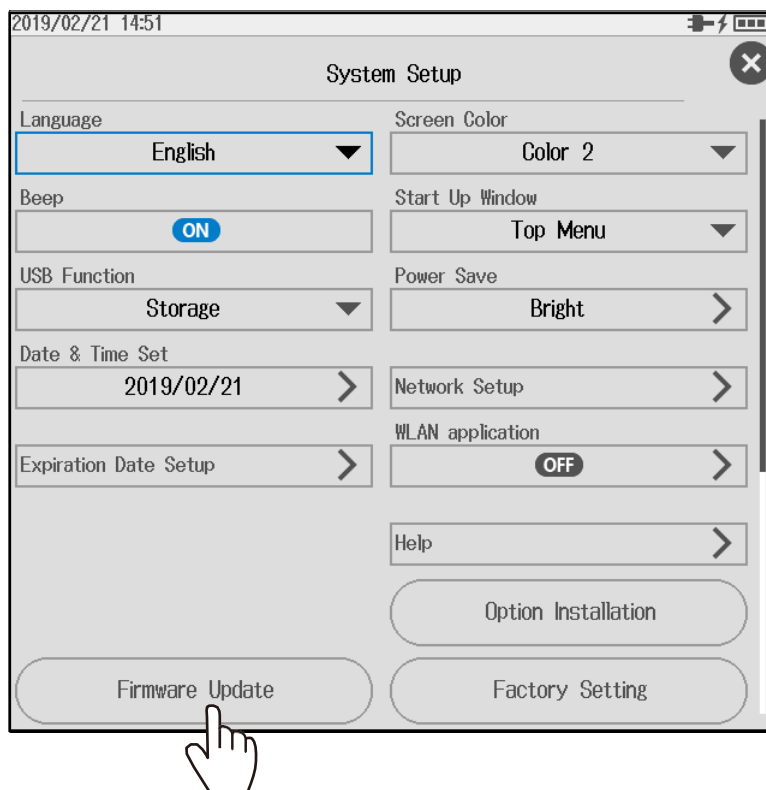 2019/02/21 14:51
System Setup
Language
English
Screen Color
Color 2
Beep
ON
Start Up Window
Top Menu
USB Function
Storage
Power Save
Bright
Date & Time Set
2019/02/21
Network Setup
WLAN application
OFF
Expiration Date Setup
Help
Option Installation
Firmware Update
Factory Setting